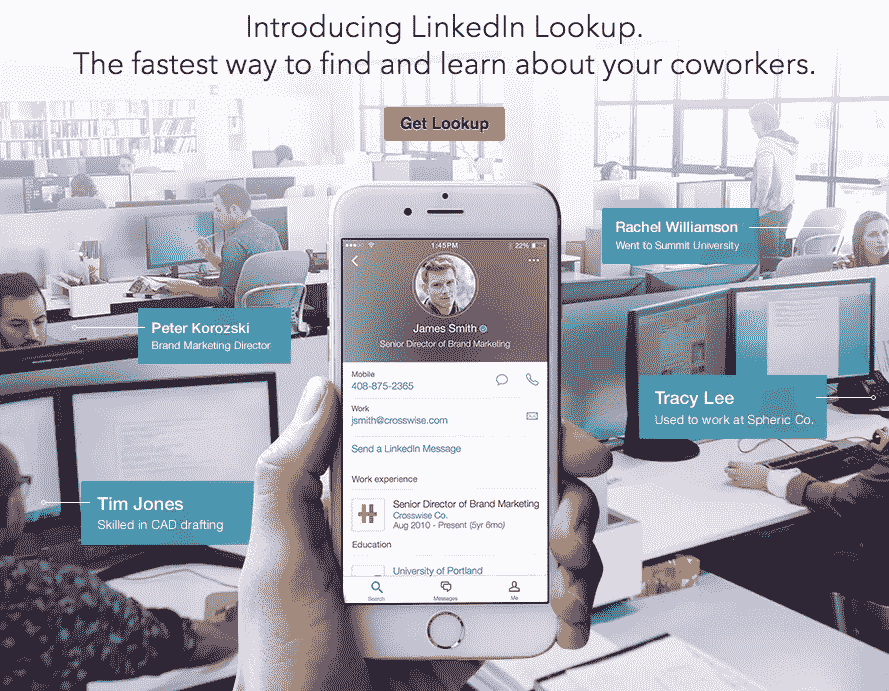 Introducing LinkedIn Lookup.
The fastest way to find and learn about your coworkers.
Get Lookup
Rachel Williamson
Went to Summit University
Peter Korozski
Brand Marketing Director
Tracy Lee
Used to work at Spheric Co.
Tim Jones
Skilled in CAD drafting
1:45PM
22%
James Smith
Senior Director of Brand Marketing
Mobile
408-875-2365
Work
jsmith@crosswise.com
Send a LinkedIn Message
Work experience
Senior Director of Brand Marketing
Crosswise Co.
Aug 2010 - Present (5yr 6mo)
Education
University of Portland
Search
Messages
Me